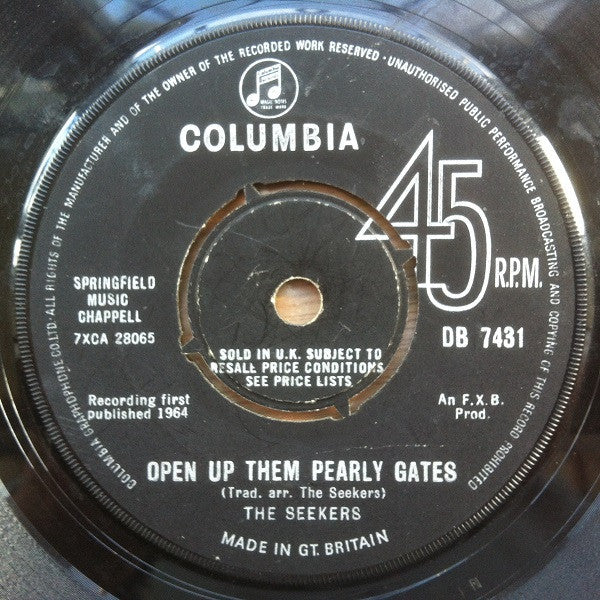 ALL RIGHTS OF THE MANUFACTURER AND OF THE OWNER OF THE RECORDED WORK RESERVED · UNAUTHORISED PUBLIC PERFORMANCE BROADCASTING AND COPYING OF THIS RECORD PROHIBITED
COLUMBIA GRAPHOPHONE CO. LTD.
MAGIC NOTES
TRADE MARK
COLUMBIA
45
R.P.M.
SPRINGFIELD
MUSIC
CHAPPELL
7XCA 28065
DB 7431
SOLD IN U.K. SUBJECT TO
RESALL PRICE CONDITIONS
SEE PRICE LISTS
Recording first
published 1964
An F.X.B.
Prod.
OPEN UP THEM PEARLY GATES
(Trad. arr. The Seekers)
THE SEEKERS
MADE IN GT. BRITAIN